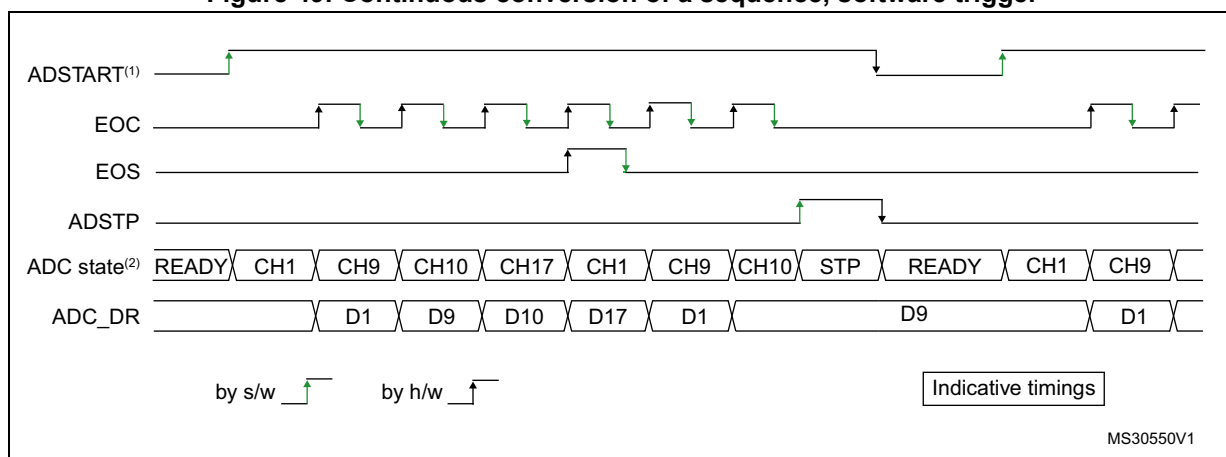 ADSTART(1)
EOC
EOS
ADSTP
ADC state(2) READY CH1 CH9 CH10 CH17 CH1 CH9 CH10 STP READY CH1 CH9
ADC_DR D1 D9 D10 D17 D1 D9 D1
by s/w by h/w Indicative timings
MS30550V1